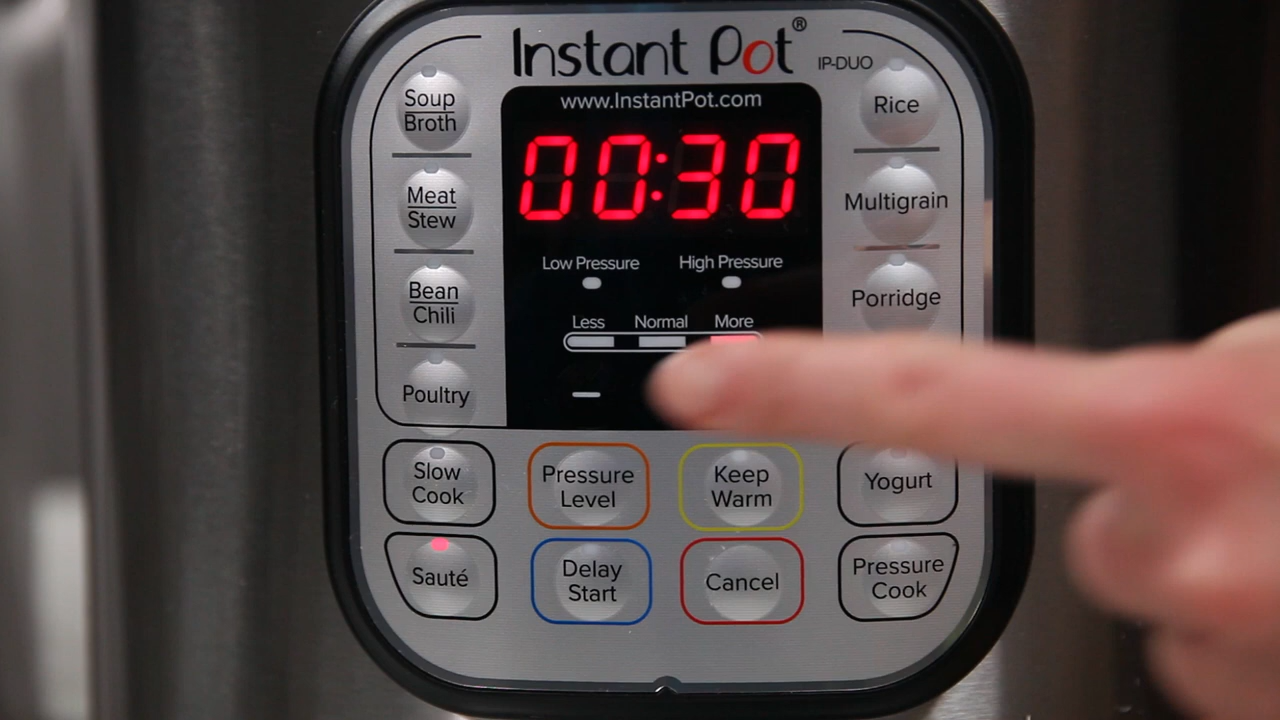 Instant Pot®
IP-DUO
www.InstantPot.com
00:30
Low Pressure
High Pressure
Less
Normal
More
Soup
Broth
Meat
Stew
Bean
Chili
Poultry
Rice
Multigrain
Porridge
Slow
Cook
Pressure
Level
Keep
Warm
Yogurt
Sauté
Delay
Start
Cancel
Pressure
Cook